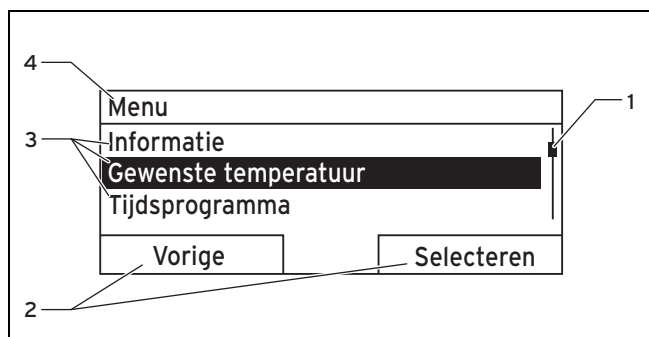 4
Menu
1
3
Informatie
Gewenste temperatuur
Tijdsprogramma
Vorige
Selecteren
2